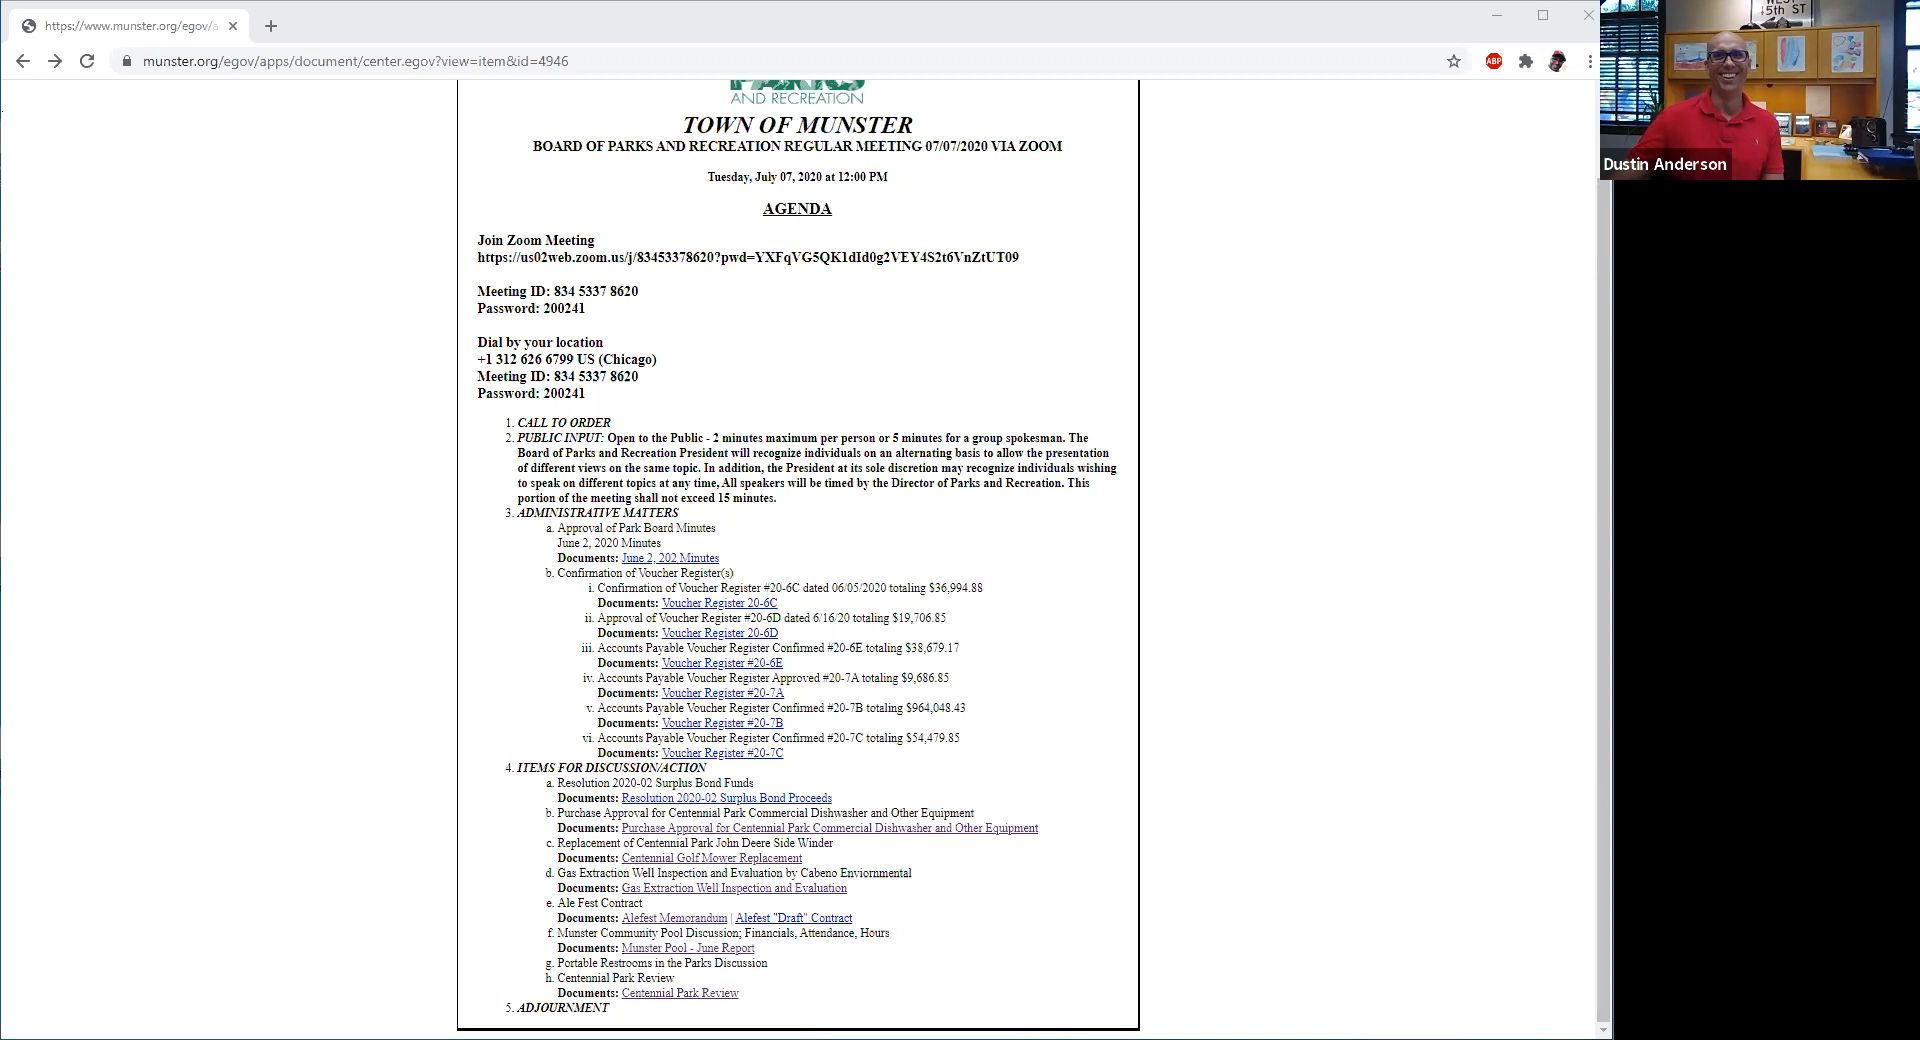 https://www.munster.org/egov/a
munster.org/egov/apps/document/center.egov?view=item&id=4946
ABP
15th ST
Dustin Anderson
PARKS
AND RECREATION
TOWN OF MUNSTER
BOARD OF PARKS AND RECREATION REGULAR MEETING 07/07/2020 VIA ZOOM
Tuesday, July 07, 2020 at 12:00 PM
AGENDA
Join Zoom Meeting
https://us02web.zoom.us/j/83453378620?pwd=YXFqVG5QK1dId0g2VEY4S2t6VnZtUT09
Meeting ID: 834 5337 8620
Password: 200241
Dial by your location
+1 312 626 6799 US (Chicago)
Meeting ID: 834 5337 8620
Password: 200241
1. CALL TO ORDER
2. PUBLIC INPUT: Open to the Public - 2 minutes maximum per person or 5 minutes for a group spokesman. The
Board of Parks and Recreation President will recognize individuals on an alternating basis to allow the presentation
of different views on the same topic. In addition, the President at its sole discretion may recognize individuals wishing
to speak on different topics at any time, All speakers will be timed by the Director of Parks and Recreation. This
portion of the meeting shall not exceed 15 minutes.
3. ADMINISTRATIVE MATTERS
a. Approval of Park Board Minutes
June 2, 2020 Minutes
Documents: June 2, 202 Minutes
b. Confirmation of Voucher Register(s)
i. Confirmation of Voucher Register #20-6C dated 06/05/2020 totaling $36,994.88
Documents: Voucher Register 20-6C
ii. Approval of Voucher Register #20-6D dated 6/16/20 totaling $19,706.85
Documents: Voucher Register 20-6D
iii. Accounts Payable Voucher Register Confirmed #20-6E totaling $38,679.17
Documents: Voucher Register #20-6E
iv. Accounts Payable Voucher Register Approved #20-7A totaling $9,686.85
Documents: Voucher Register #20-7A
v. Accounts Payable Voucher Register Confirmed #20-7B totaling $964,048.43
Documents: Voucher Register #20-7B
vi. Accounts Payable Voucher Register Confirmed #20-7C totaling $54,479.85
Documents: Voucher Register #20-7C
4. ITEMS FOR DISCUSSION/ACTION
a. Resolution 2020-02 Surplus Bond Funds
Documents: Resolution 2020-02 Surplus Bond Proceeds
b. Purchase Approval for Centennial Park Commercial Dishwasher and Other Equipment
Documents: Purchase Approval for Centennial Park Commercial Dishwasher and Other Equipment
c. Replacement of Centennial Park John Deere Side Winder
Documents: Centennial Golf Mower Replacement
d. Gas Extraction Well Inspection and Evaluation by Cabeno Enviornmental
Documents: Gas Extraction Well Inspection and Evaluation
e. Ale Fest Contract
Documents: Alefest Memorandum | Alefest "Draft" Contract
f. Munster Community Pool Discussion; Financials, Attendance, Hours
Documents: Munster Pool - June Report
g. Portable Restrooms in the Parks Discussion
h. Centennial Park Review
Documents: Centennial Park Review
5. ADJOURNMENT